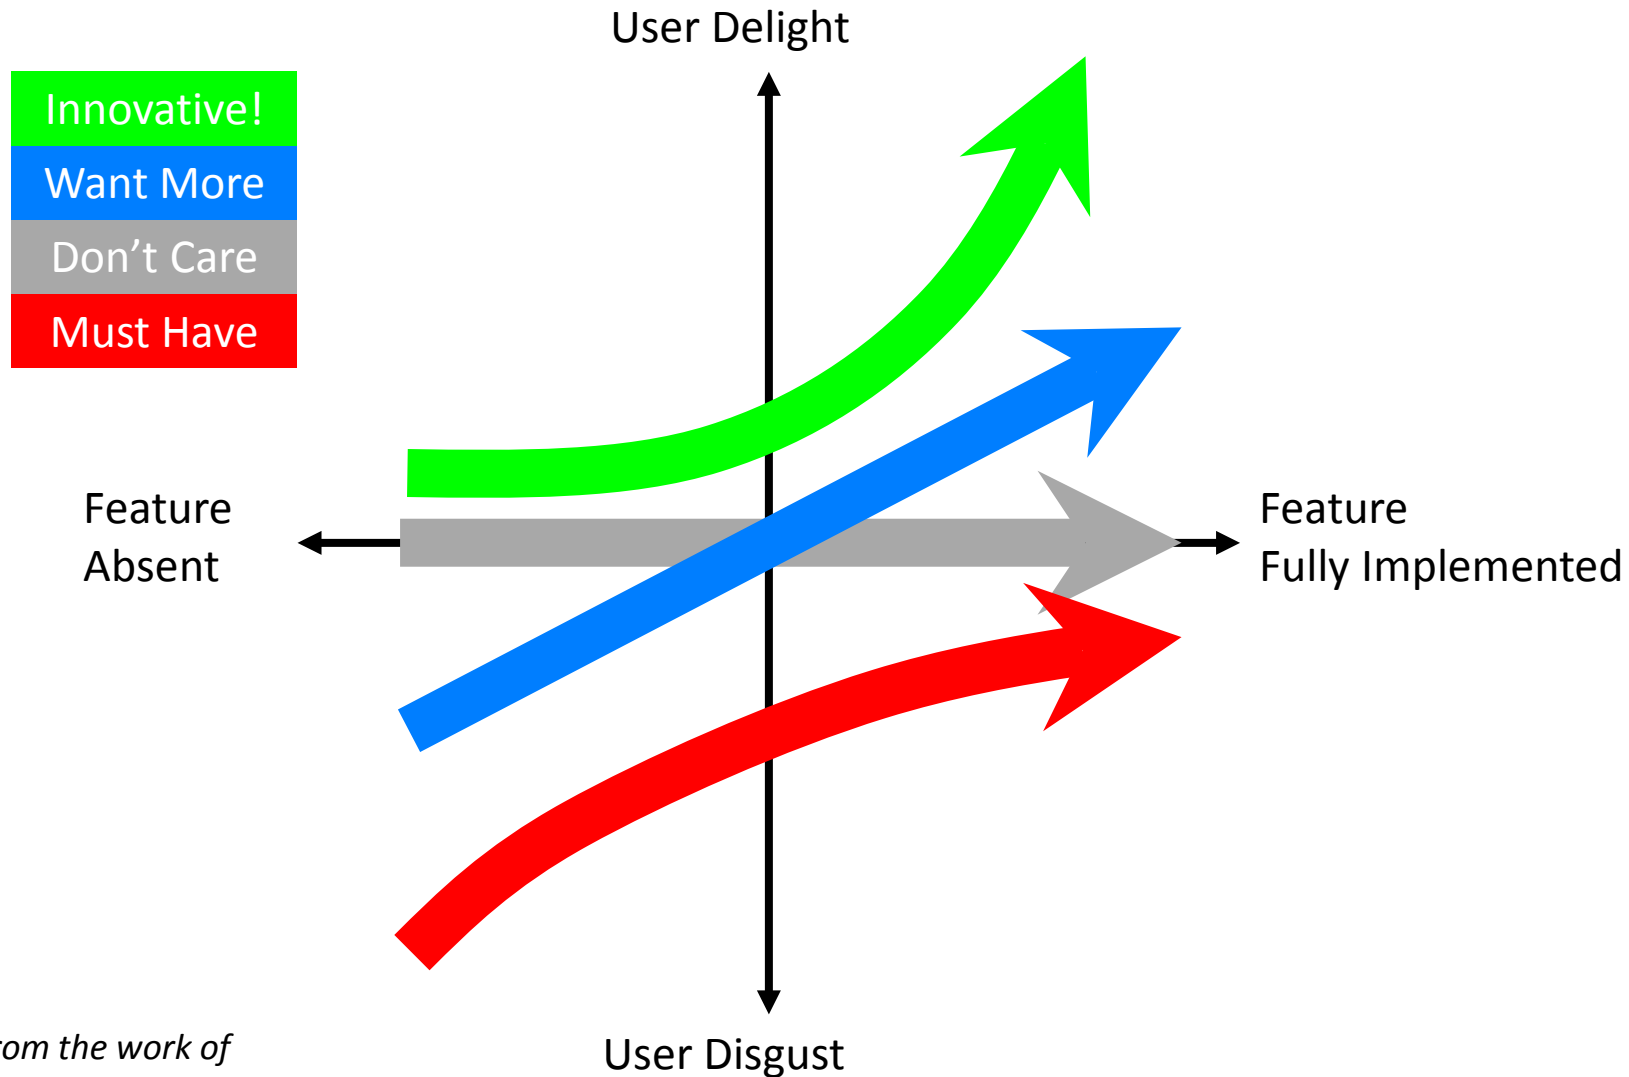 User Delight
Innovative!
Want More
Don't Care
Must Have
Feature
Absent
Feature
Fully Implemented
from the work of
User Disgust